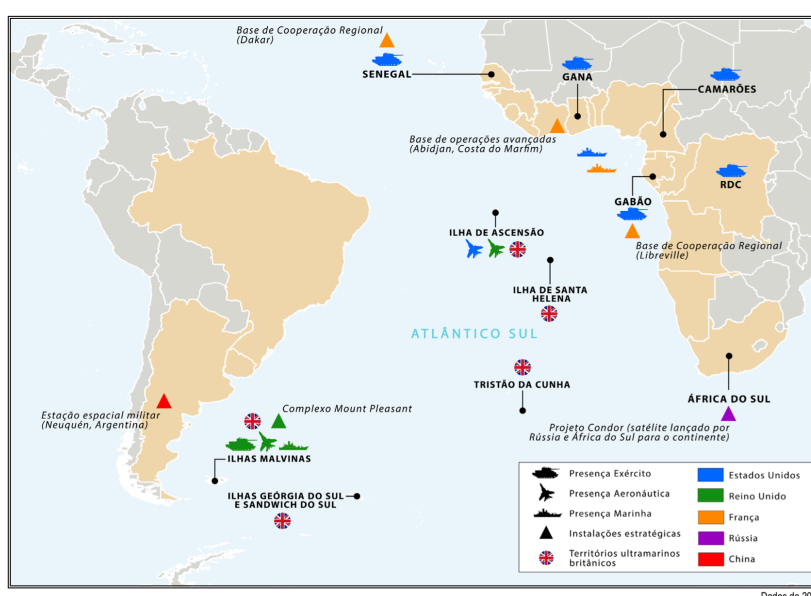 Base de Cooperação Regional
(Dakar)
SENEGAL
GANA
CAMARÕES
Base de operações avançadas
(Abidjan, Costa do Marfim)
RDC
GABÃO
Base de Cooperação Regional
(Libreville)
ILHA DE ASCENSÃO
ILHA DE SANTA
HELENA
ATLÂNTICO SUL
TRISTÃO DA CUNHA
ÁFRICA DO SUL
Projeto Condor (satélite lançado por
Rússia e África do Sul para o continente)
Estação espacial militar
(Neuquén, Argentina)
Complexo Mount Pleasant
ILHAS MALVINAS
ILHAS GEÓRGIA DO SUL
E SANDWICH DO SUL
Presença Exército
Presença Aeronáutica
Presença Marinha
Instalações estratégicas
Territórios ultramarinos
britânicos
Estados Unidos
Reino Unido
França
Rússia
China
Dados de 20